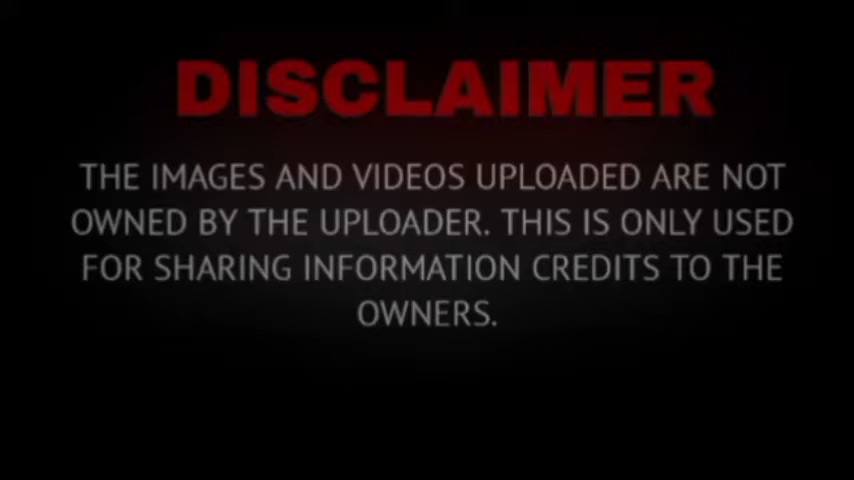 DISCLAIMER
THE IMAGES AND VIDEOS UPLOADED ARE NOT
OWNED BY THE UPLOADER. THIS IS ONLY USED
FOR SHARING INFORMATION CREDITS TO THE
OWNERS.